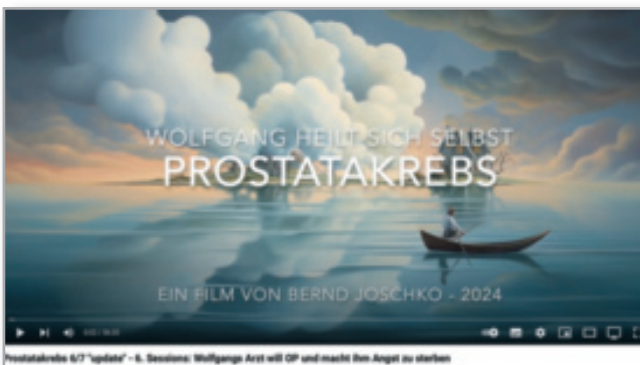 WOLFGANG HEILT SICH SELBST
PROSTATAKREBS
EIN FILM VON BERND JOSCHKO - 2024
Prostatakrebs 6/7 "update" - 6. Sessions: Wolfgangs Arzt will OP und macht ihm Angst zu sterben